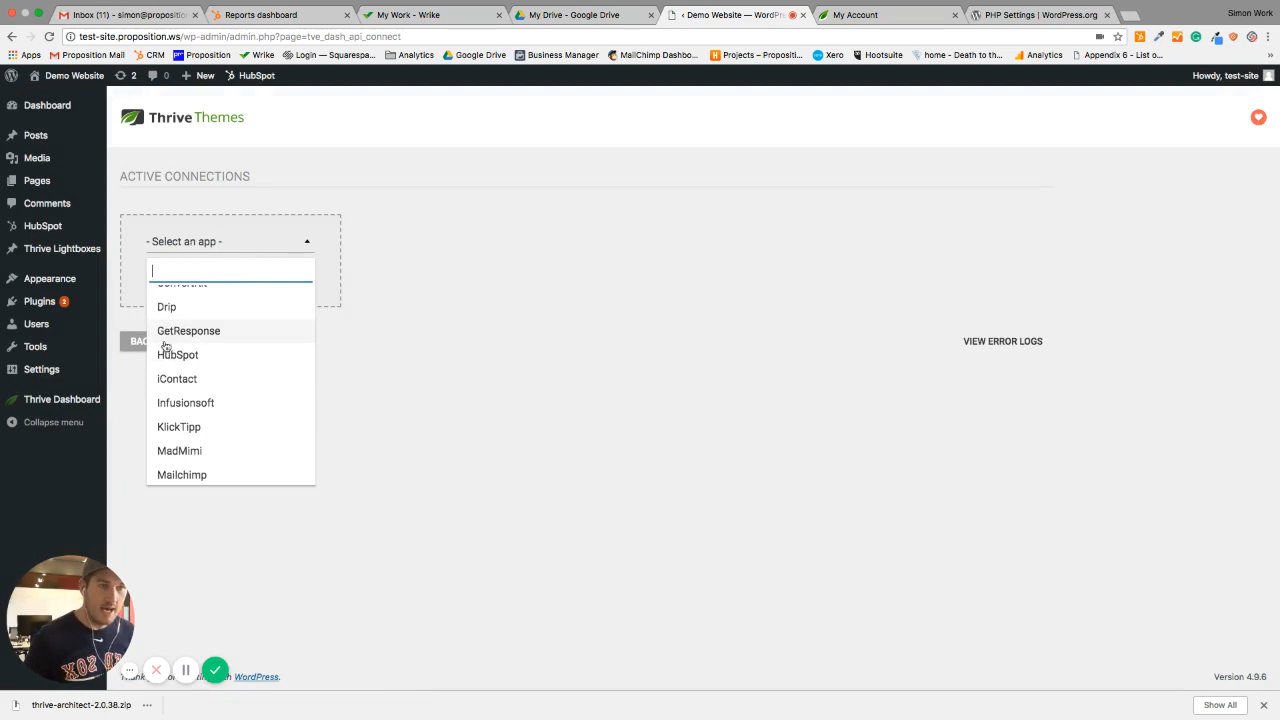 Inbox (11) - simon@proposition
Reports dashboard
My Work - Wrike
My Drive - Google Drive
‹ Demo Website — WordPre
My Account
PHP Settings | WordPress.org
Simon Work
test-site.proposition.ws/wp-admin/admin.php?page=tve_dash_api_connect
Apps
Proposition Mail
CRM
Proposition
Wrike
Login — Squarespa...
Analytics
Google Drive
Business Manager
MailChimp Dashbo...
Projects – Propositi...
Xero
Hootsuite
home - Death to th...
Analytics
Appendix 6 - List o...
Demo Website
2
0
New
HubSpot
Howdy, test-site
Dashboard
Posts
Media
Pages
Comments
HubSpot
Thrive Lightboxes
Appearance
Plugins 2
Users
Tools
Settings
Thrive Dashboard
Collapse menu
Thrive Themes
ACTIVE CONNECTIONS
- Select an app -
ConvertKit
Drip
GetResponse
HubSpot
iContact
Infusionsoft
KlickTipp
MadMimi
Mailchimp
VIEW ERROR LOGS
SOX
WordPress.
Version 4.9.6
thrive-architect-2.0.38.zip
Show All